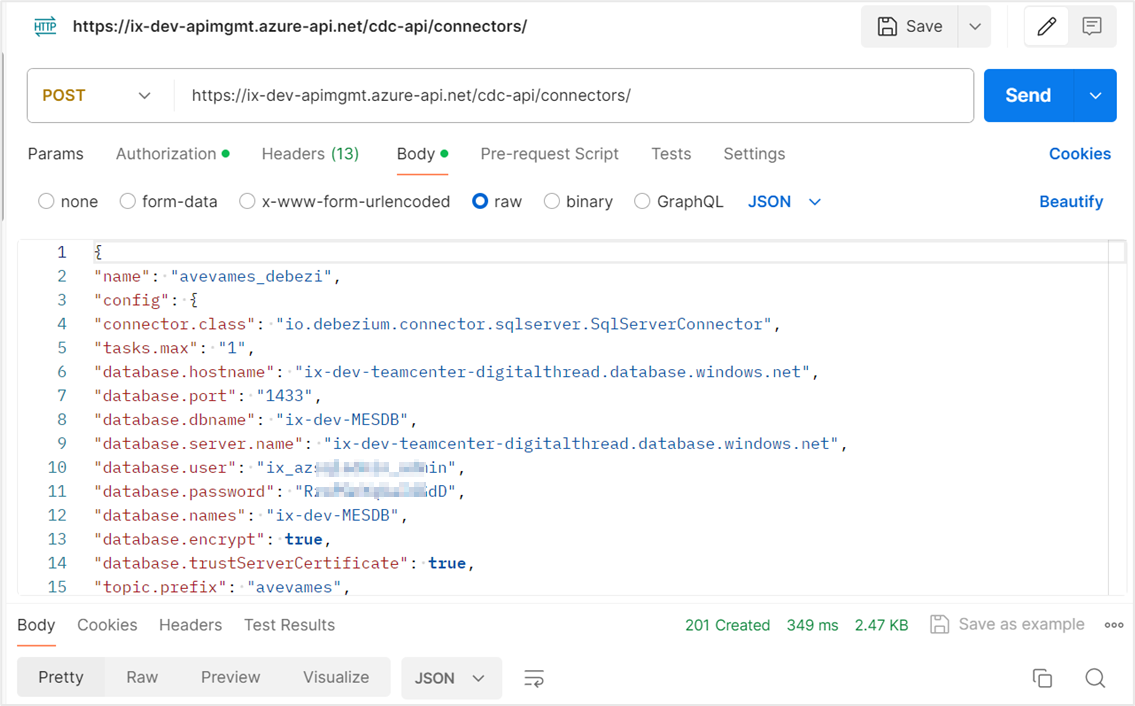 HTTP https://ix-dev-apimgmt.azure-api.net/cdc-api/connectors/ Save
POST https://ix-dev-apimgmt.azure-api.net/cdc-api/connectors/ Send
Params Authorization Headers (13) Body Pre-request Script Tests Settings Cookies
none form-data x-www-form-urlencoded raw binary GraphQL JSON Beautify
1 {
2 "name": "avevames_debezi",
3 "config": {
4 "connector.class": "io.debezium.connector.sqlserver.SqlServerConnector",
5 "tasks.max": "1",
6 "database.hostname": "ix-dev-teamcenter-digitalthread.database.windows.net",
7 "database.port": "1433",
8 "database.dbname": "ix-dev-MESDB",
9 "database.server.name": "ix-dev-teamcenter-digitalthread.database.windows.net",
10 "database.user":
11 "database.password":
12 "database.names": "ix-dev-MESDB",
13 "database.encrypt": true,
14 "database.trustServerCertificate": true,
15 "topic.prefix": "avevames",
Body Cookies Headers Test Results 201 Created 349 ms 2.47 KB Save as example
Pretty Raw Preview Visualize JSON